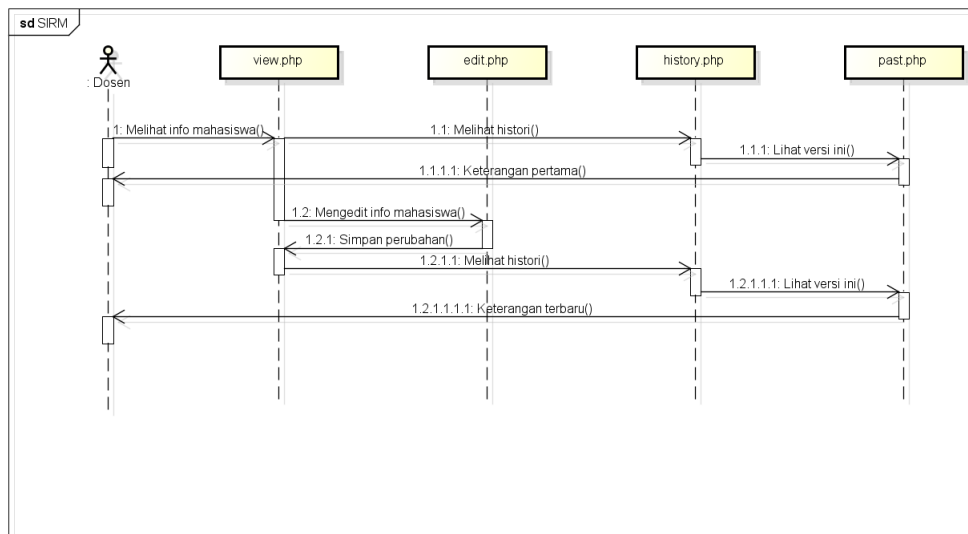 sd SIRM
: Dosen
view.php
edit.php
history.php
past.php
1: Melihat info mahasiswa()
1.1: Melihat histori()
1.1.1: Lihat versi ini()
1.1.1.1: Keterangan pertama()
1.2: Mengedit info mahasiswa()
1.2.1: Simpan perubahan()
1.2.1.1: Melihat histori()
1.2.1.1.1: Lihat versi ini()
1.2.1.1.1.1: Keterangan terbaru()